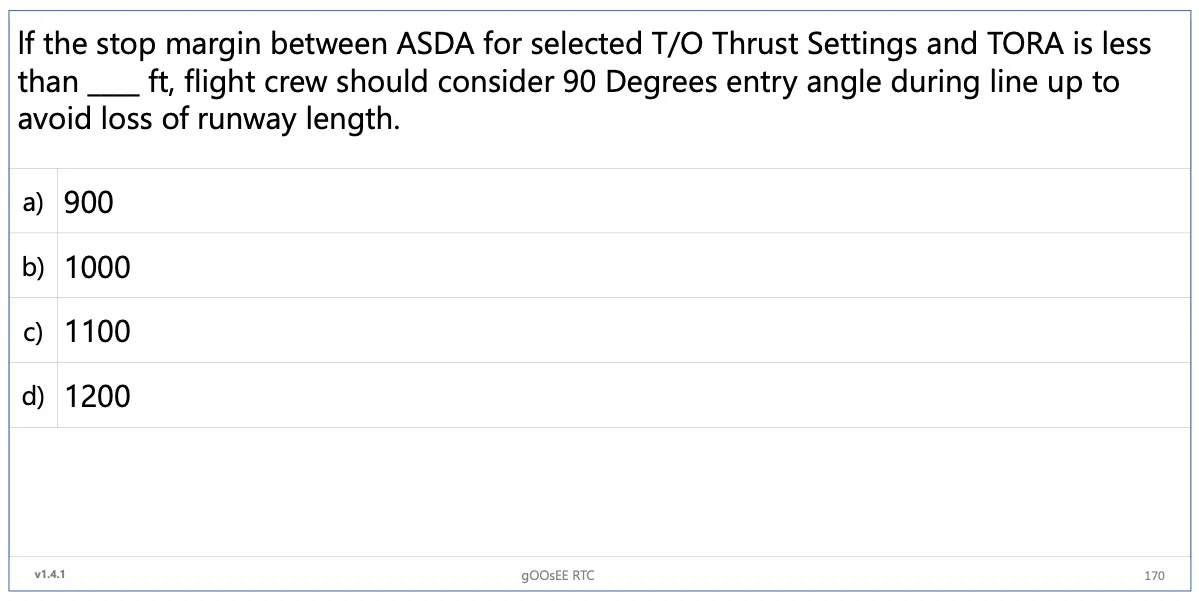 If the stop margin between ASDA for selected T/O Thrust Settings and TORA is less
than ____ ft, flight crew should consider 90 Degrees entry angle during line up to
avoid loss of runway length.
a) 900
b) 1000
c) 1100
d) 1200
v1.4.1 gOOsEE RTC 170